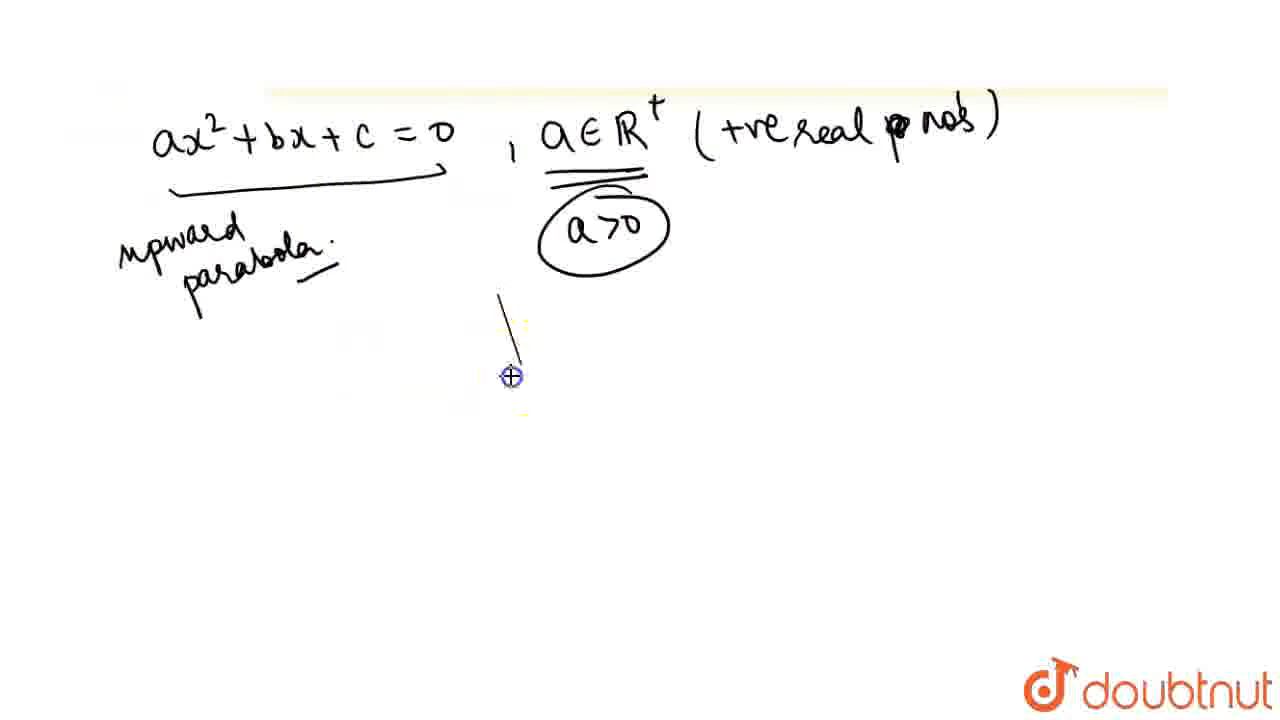 ax² + bx + c = 0 , a ∈ ℝ⁺ (+ve real nos)
a > 0
upward
parabola.
doubtnut